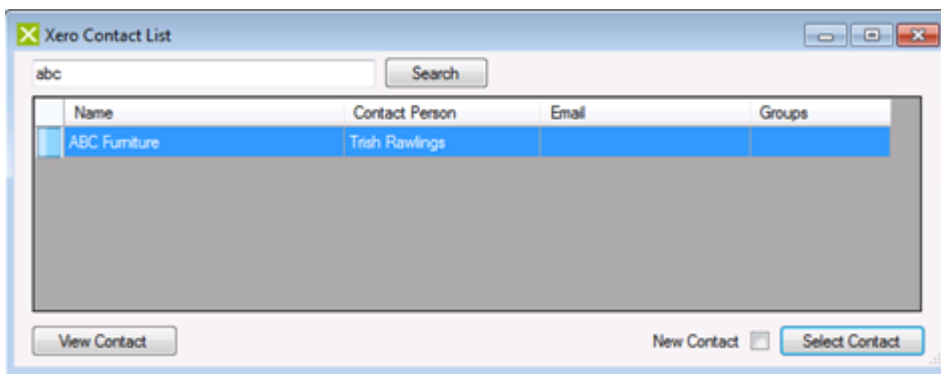 Xero Contact List
abc Search
Name Contact Person Email Groups
ABC Furniture Trish Rawlings
View Contact New Contact Select Contact